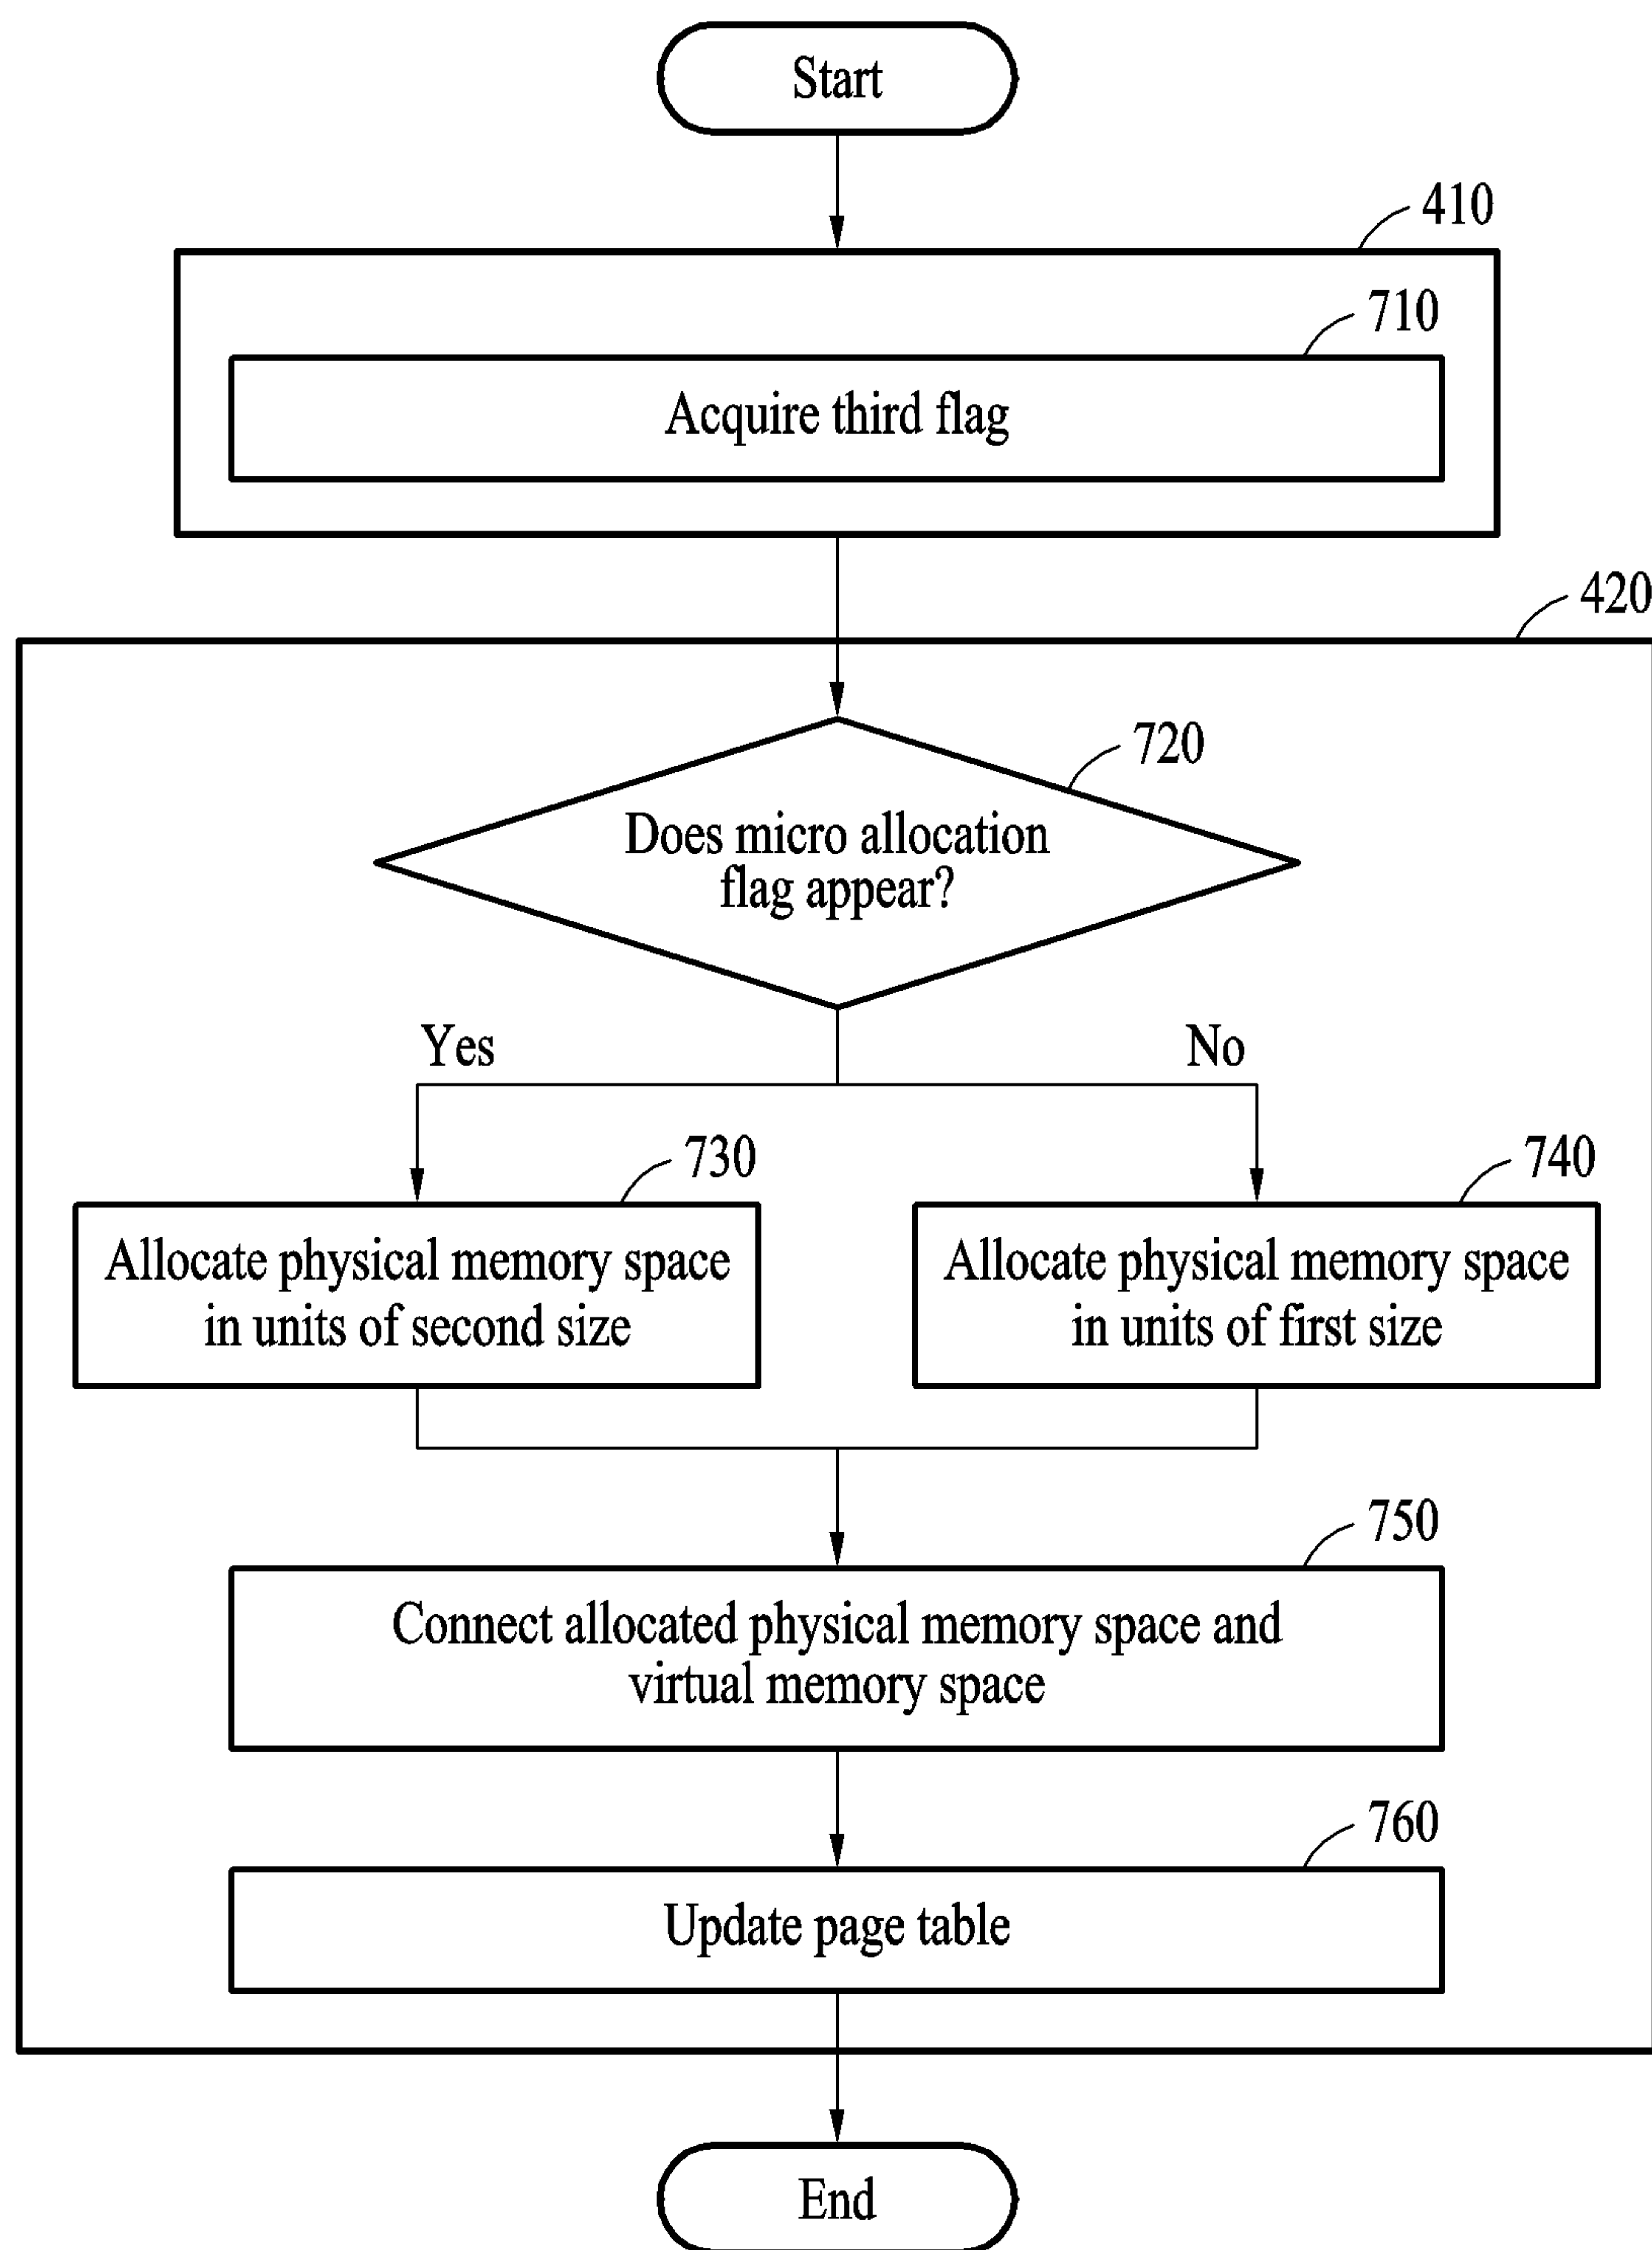 Start
410
710
Acquire third flag
420
720
Does micro allocation
flag appear?
Yes
No
730
740
Allocate physical memory space
in units of second size
Allocate physical memory space
in units of first size
750
Connect allocated physical memory space and
virtual memory space
760
Update page table
End